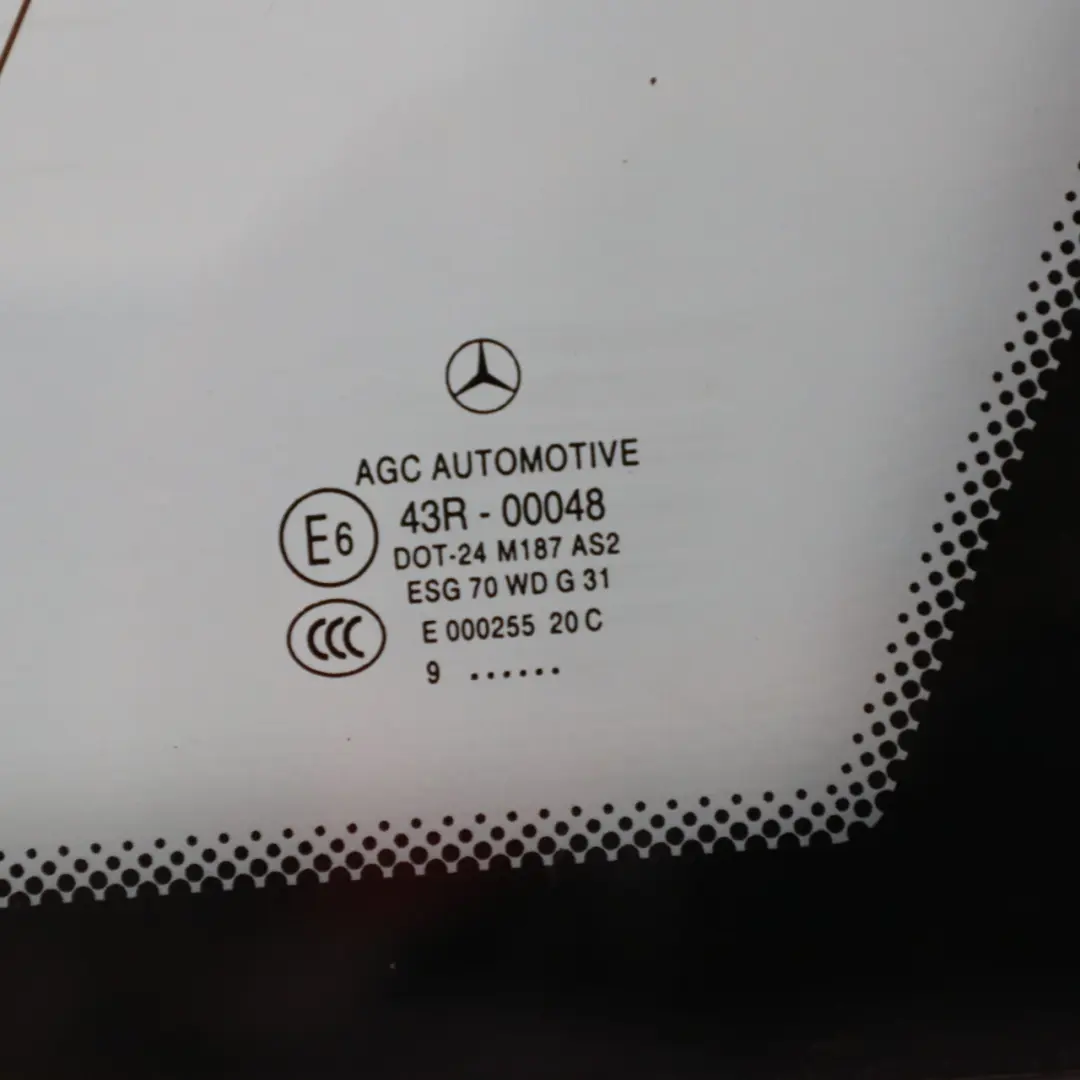 AGC AUTOMOTIVE
E6
43R - 00048
DOT-24 M187 AS2
ESG 70 WD G 31
CCC
E 000255 20 C
9 ......